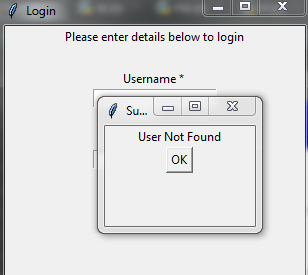 Login
Please enter details below to login
Username *
Su...
User Not Found
OK